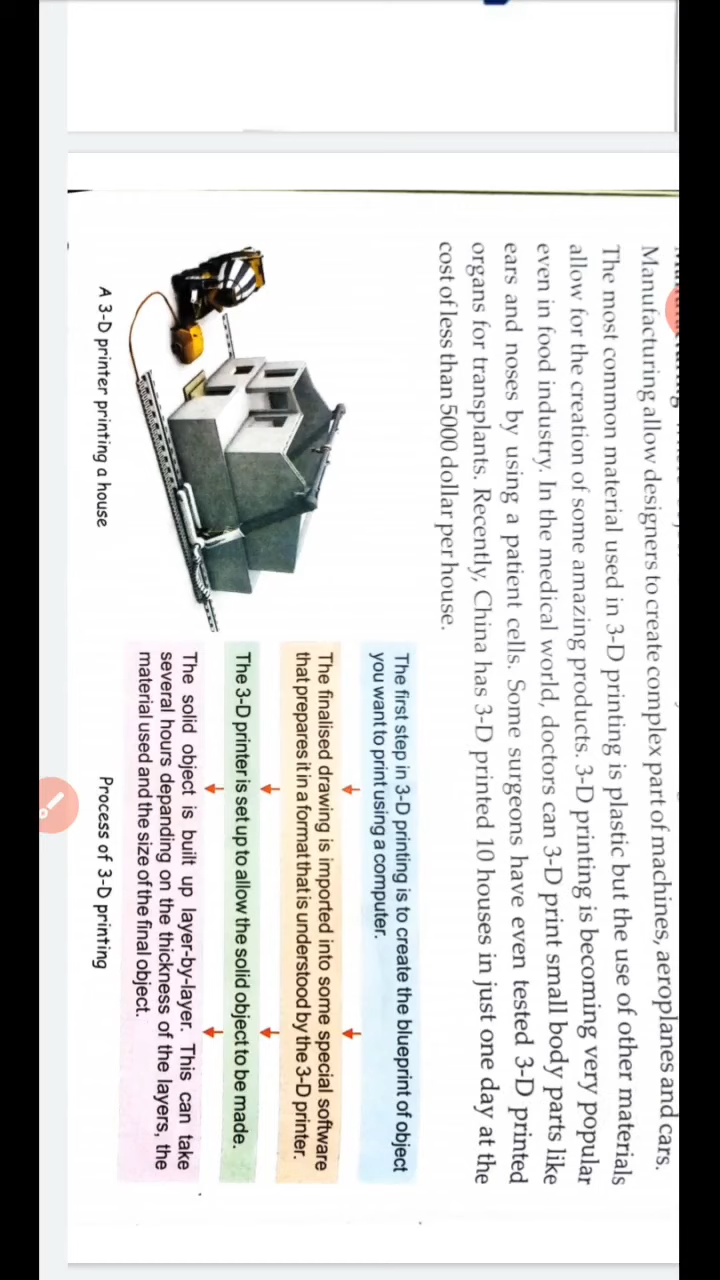 Manufacturing allow designers to create complex part of machines, aeroplanes and cars.
The most common material used in 3-D printing is plastic but the use of other materials
allow for the creation of some amazing products. 3-D printing is becoming very popular
even in food industry. In the medical world, doctors can 3-D print small body parts like
ears and noses by using a patient cells. Some surgeons have even tested 3-D printed
organs for transplants. Recently, China has 3-D printed 10 houses in just one day at the
cost of less than 5000 dollar per house.
A 3-D printer printing a house
The first step in 3-D printing is to create the blueprint of object
you want to print using a computer.
The finalised drawing is imported into some special software
that prepares it in a format that is understood by the 3-D printer.
The 3-D printer is set up to allow the solid object to be made.
The solid object is built up layer-by-layer. This can take
several hours depanding on the thickness of the layers, the
material used and the size of the final object.
Process of 3-D printing